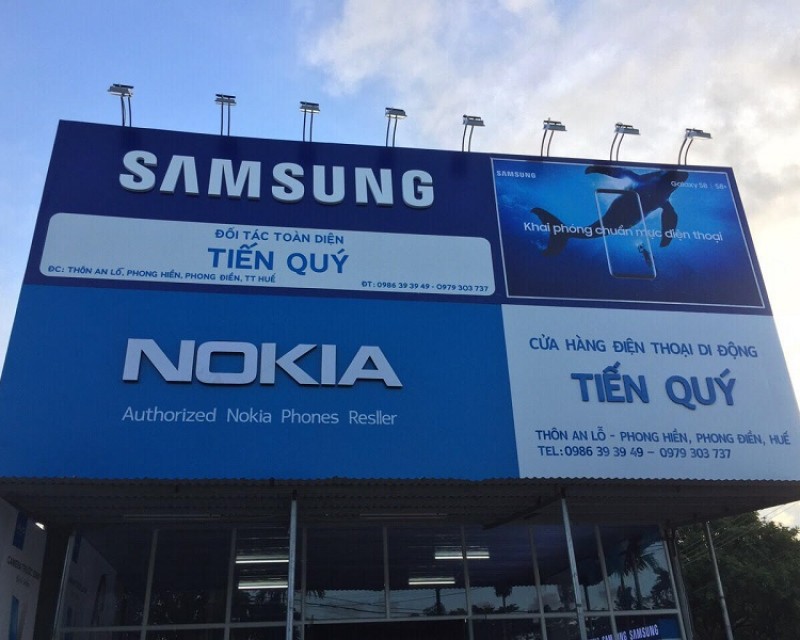 SAMSUNG
ĐỐI TÁC TOÀN DIỆN
TIẾN QUÝ
ĐC: THÔN AN LỖ, PHONG HIỀN, PHONG ĐIỀN, TT HUẾ
ĐT: 0986 39 39 49 - 0979 303 737
SAMSUNG
Galaxy S8 | S8+
Khai phóng chuẩn mực điện thoại
NOKIA
Authorized Nokia Phones Resller
CỬA HÀNG ĐIỆN THOẠI DI ĐỘNG
TIẾN QUÝ
THÔN AN LỖ - PHONG HIỀN, PHONG ĐIỀN, HUẾ
TEL: 0986 39 39 49 – 0979 303 737
SAMSUNG